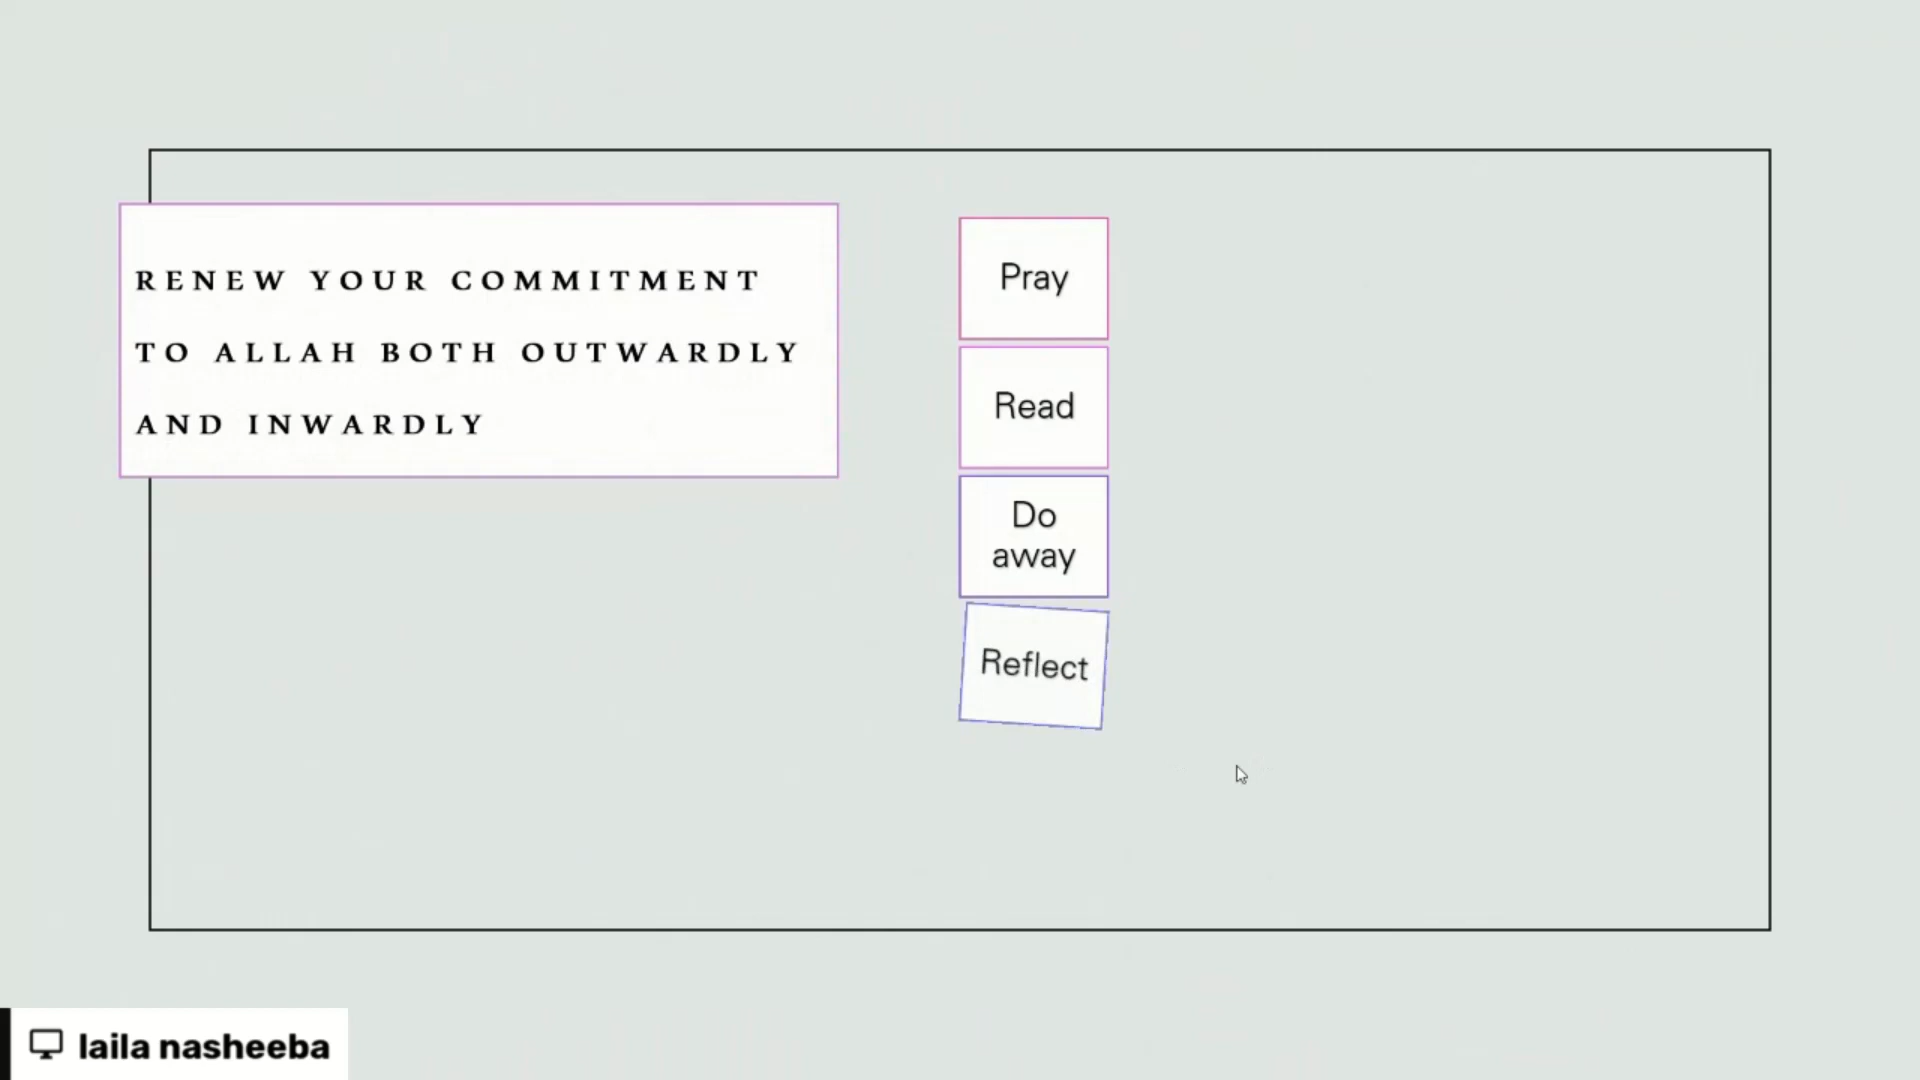 RENEW YOUR COMMITMENT
TO ALLAH BOTH OUTWARDLY
AND INWARDLY
Pray
Read
Do
away
Reflect
laila nasheeba